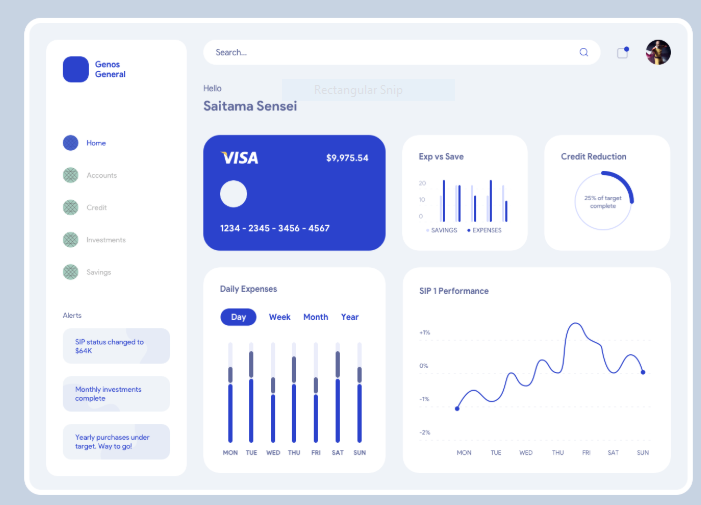 Genos
General
Home
Accounts
Credit
Investments
Savings
Alerts
SIP status changed to
$64K
Monthly investments
complete
Yearly purchases under
target. Way to go!
Search...
Hello
Rectangular Snip
Saitama Sensei
VISA
$9,975.54
1234 - 2345 - 3456 - 4567
Exp vs Save
20
10
0
SAVINGS EXPENSES
Credit Reduction
25% of target
complete
Daily Expenses
Day Week Month Year
MON TUE WED THU FRI SAT SUN
SIP 1 Performance
+1%
0%
-1%
-2%
MON TUE WED THU FRI SAT SUN